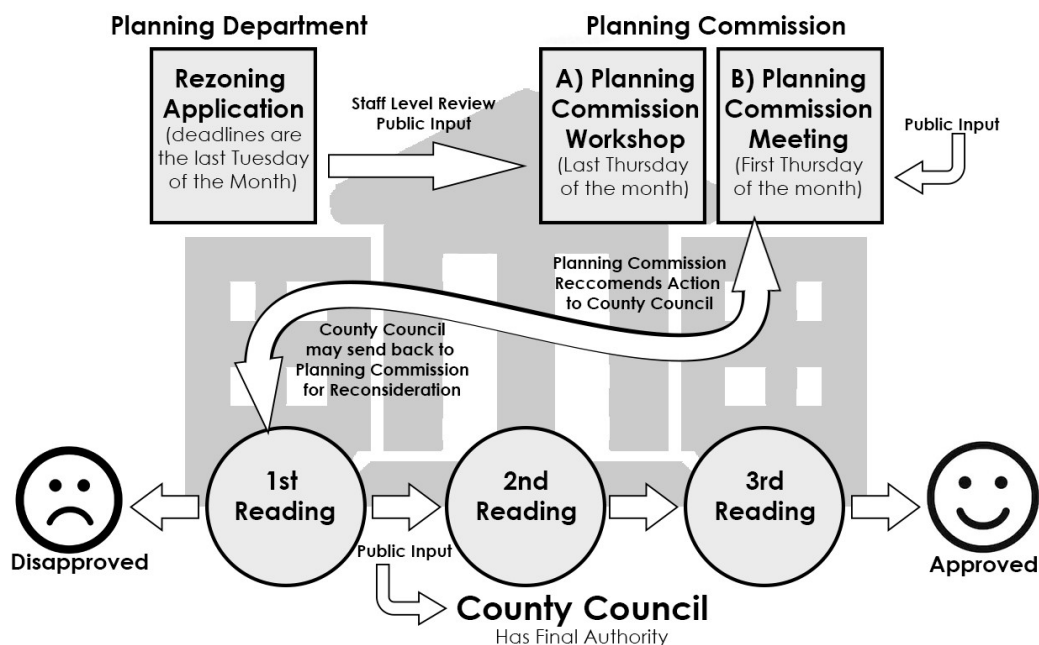 Planning Department
Rezoning
Application
(deadlines are
the last Tuesday
of the Month)
Staff Level Review
Public Input
Planning Commission
A) Planning
Commission
Workshop
(Last Thursday
of the month)
B) Planning
Commission
Meeting
(First Thursday
of the month)
Public Input
Planning Commission
Reccomends Action
to County Council
County Council
may send back to
Planning Commission
for Reconsideration
Disapproved
1st
Reading
2nd
Reading
3rd
Reading
Approved
Public Input
County Council
Has Final Authority